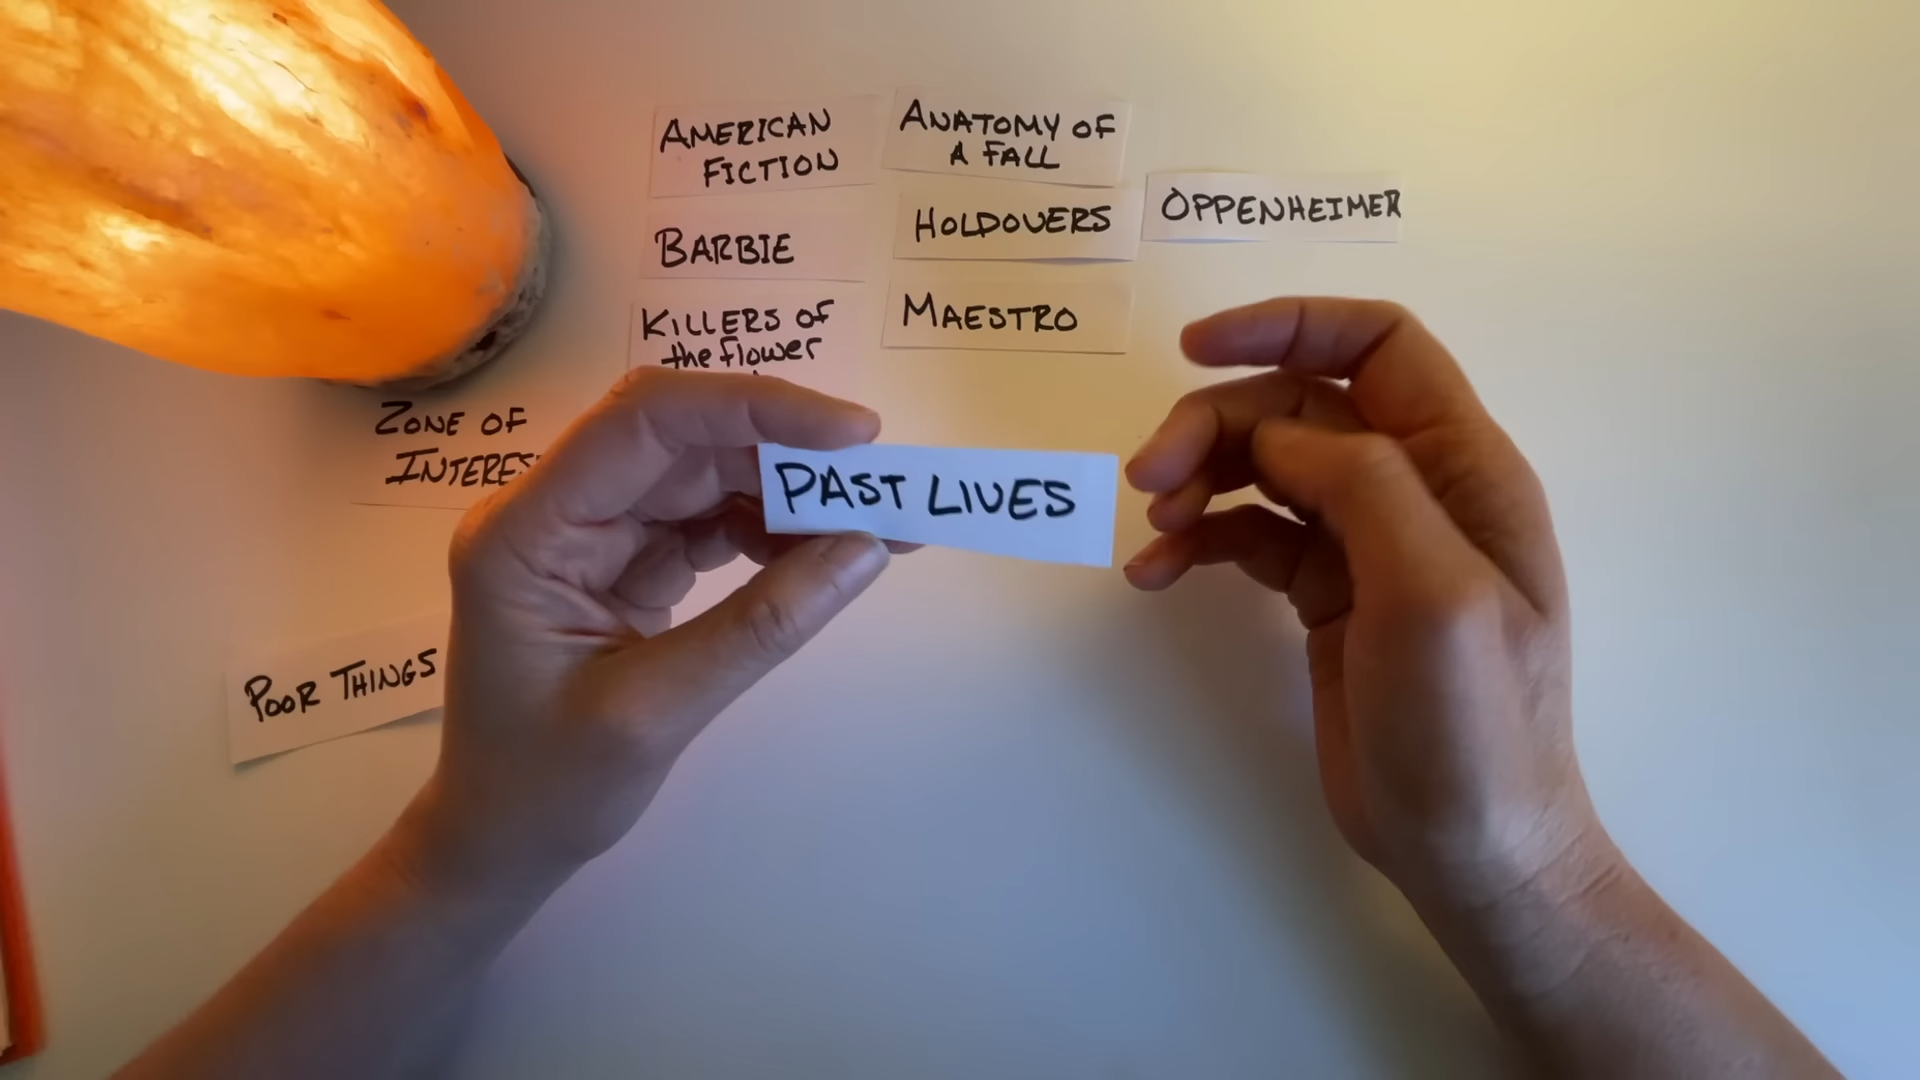 AMERICAN
FICTION
ANATOMY OF
A FALL
OPPENHEIMER
BARBIE
HOLDOVERS
KILLERS OF
the flower
MAESTRO
ZONE OF
PAST LIVES
POOR THINGS